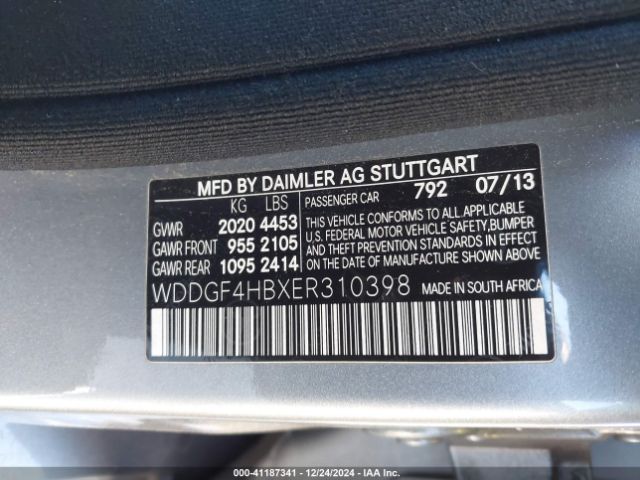 MFD BY DAIMLER AG STUTTGART
KG LBS PASSENGER CAR 792 07/13
GVWR 2020 4453
GAWR FRONT 955 2105
GAWR REAR 1095 2414
THIS VEHICLE CONFORMS TO ALL APPLICABLE
U.S. FEDERAL MOTOR VEHICLE SAFETY,BUMPER
AND THEFT PREVENTION STANDARDS IN EFFECT
ON THE DATE OF MANUFACTURE SHOWN ABOVE.
WDDGF4HBXER310398 MADE IN SOUTH AFRICA
000-41187341 | 12/24/2024 | IAA Inc.